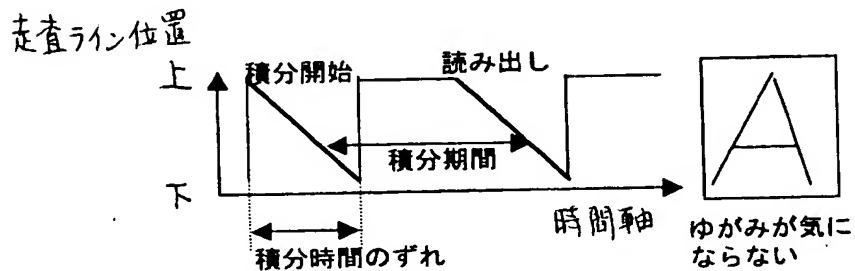 走査ライン位置
上
積分開始
読み出し
積分期間
下
時間軸
積分時間のずれ
A
ゆがみが気に
ならない